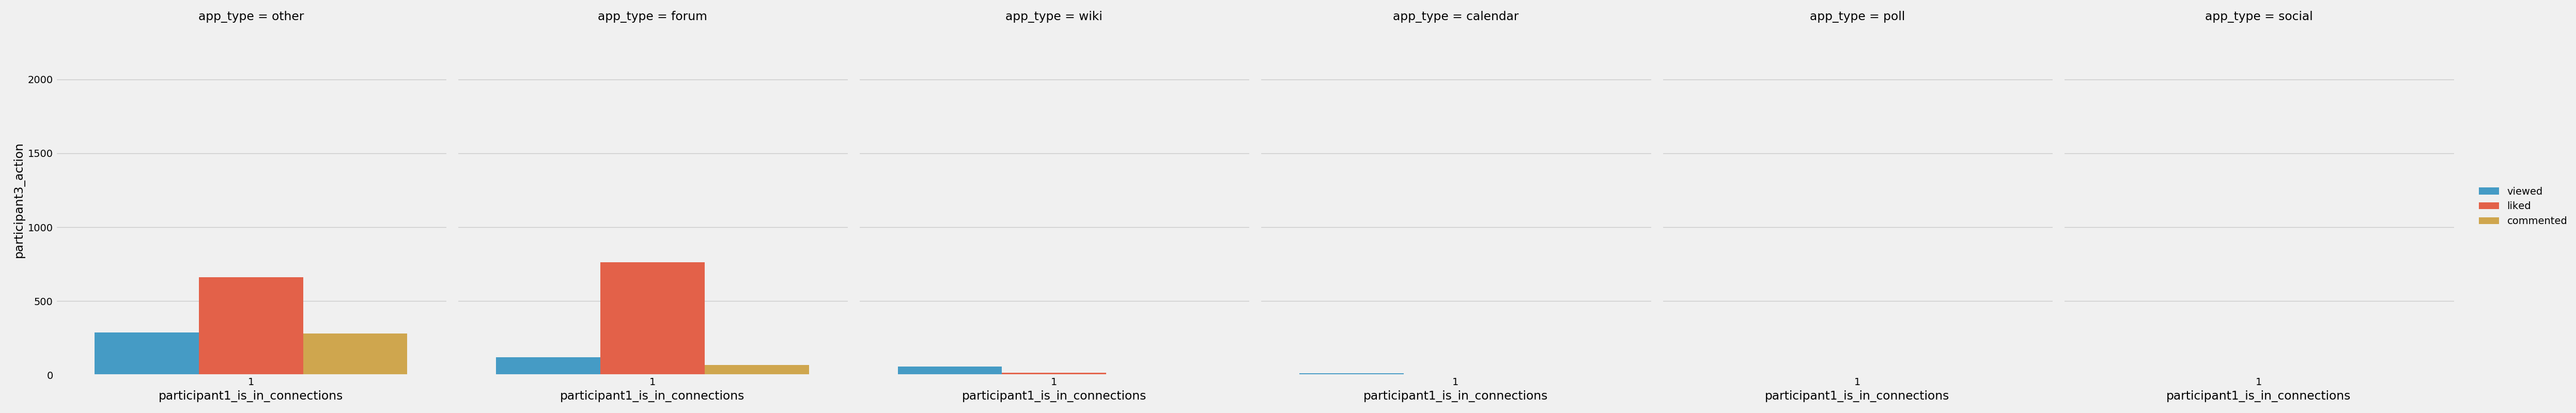 app_type = other
app_type = forum
app_type = wiki
app_type = calendar
app_type = poll
app_type = social
participant3_action
2000
1500
1000
500
0
1
1
1
1
1
1
participant1_is_in_connections
participant1_is_in_connections
participant1_is_in_connections
participant1_is_in_connections
participant1_is_in_connections
participant1_is_in_connections
viewed
liked
commented